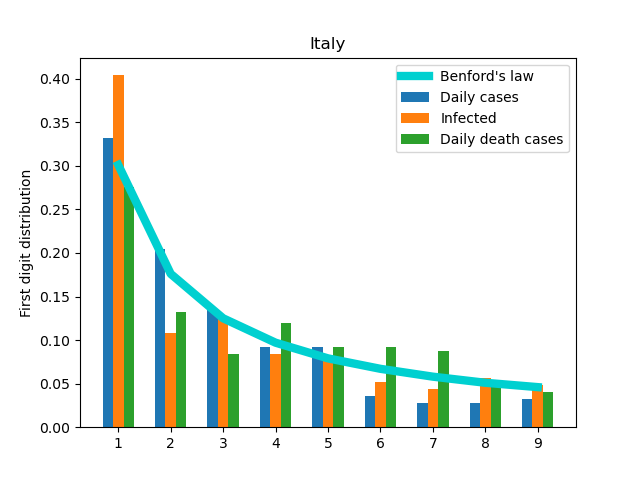 Italy
First digit distribution
0.40
0.35
0.30
0.25
0.20
0.15
0.10
0.05
0.00
1 2 3 4 5 6 7 8 9
Benford's law
Daily cases
Infected
Daily death cases